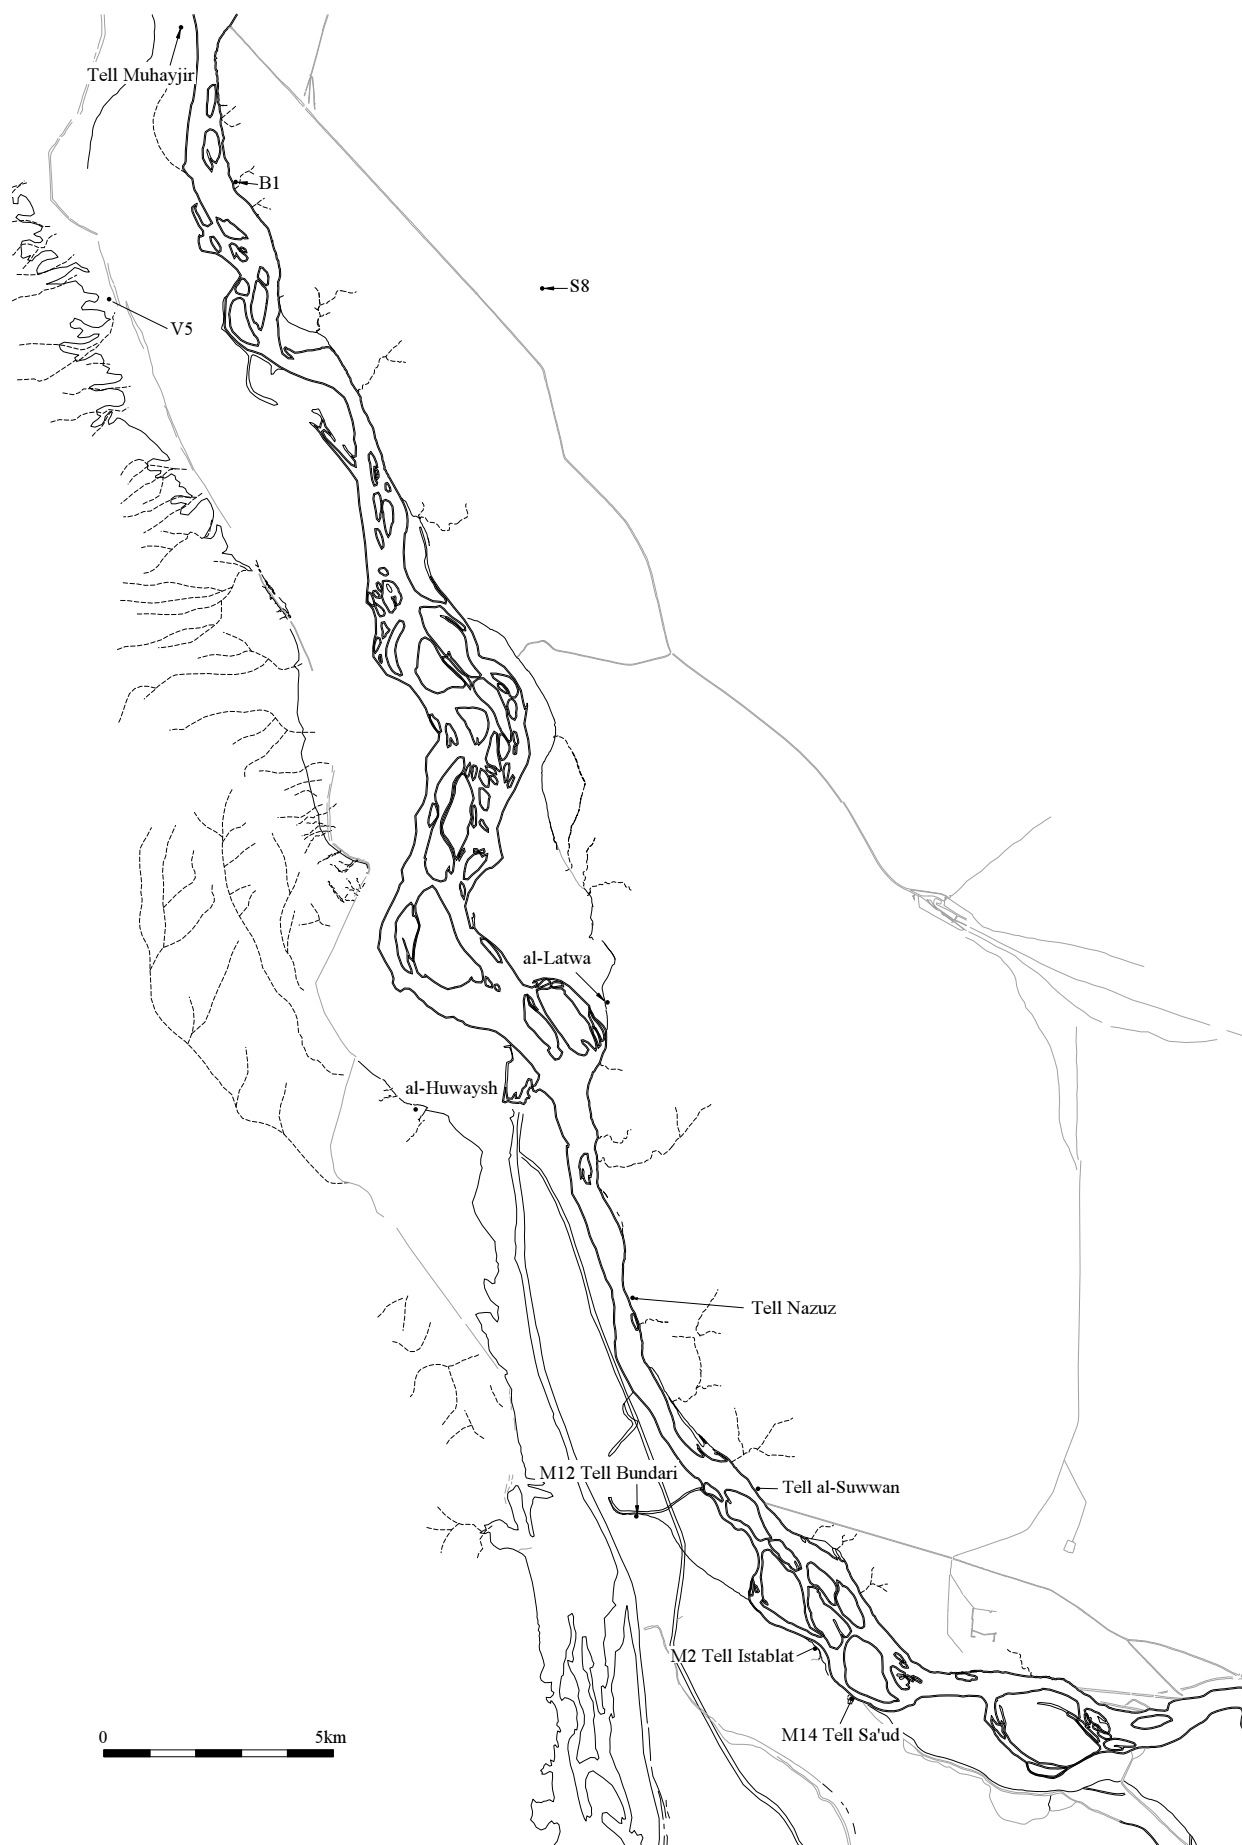 Tell Muhayjir
B1
S8
V5
al-Latwa
al-Huwaysh
Tell Nazuz
M12 Tell Bundari
Tell al-Suwwan
M2 Tell Istablat
M14 Tell Sa'ud
0 5km